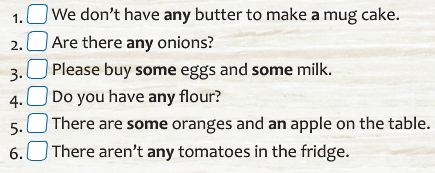 1. We don't have any butter to make a mug cake.
2. Are there any onions?
3. Please buy some eggs and some milk.
4. Do you have any flour?
5. There are some oranges and an apple on the table.
6. There aren't any tomatoes in the fridge.